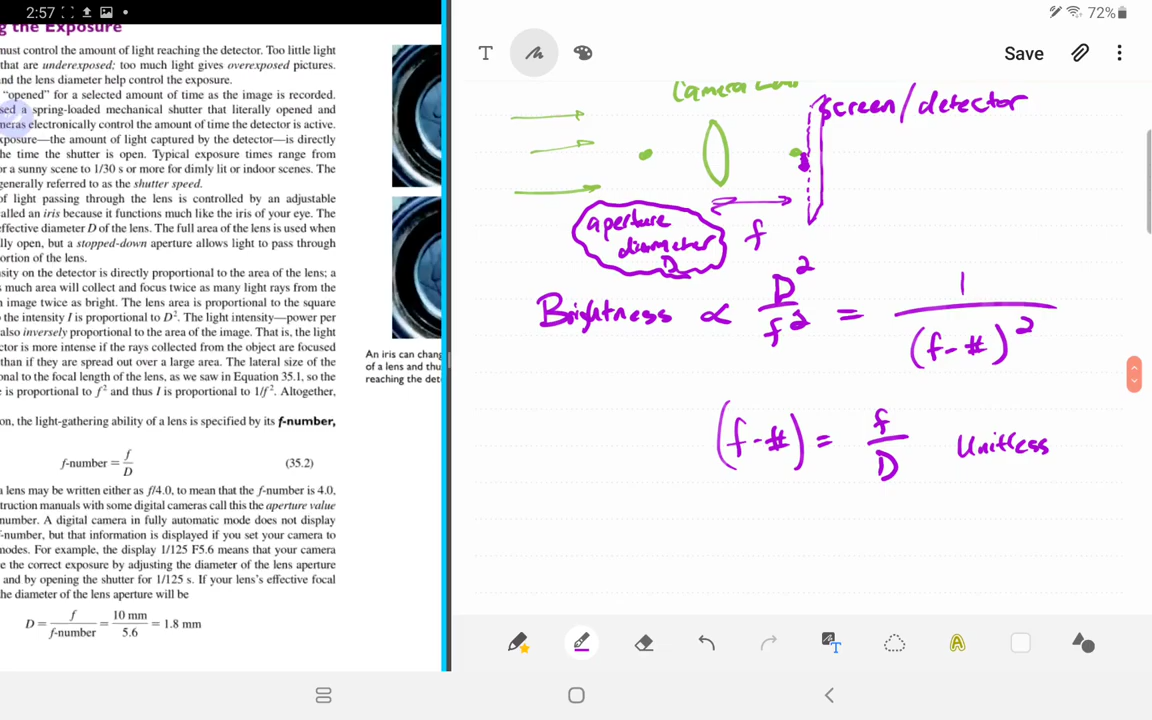 2:57
72%
g the Exposure
must control the amount of light reaching the detector. Too little light
that are underexposed; too much light gives overexposed pictures.
and the lens diameter help control the exposure.
"opened" for a selected amount of time as the image is recorded.
sed a spring-loaded mechanical shutter that literally opened and
meras electronically control the amount of time the detector is active.
xposure—the amount of light captured by the detector—is directly
he time the shutter is open. Typical exposure times range from
or a sunny scene to 1/30 s or more for dimly lit or indoor scenes. The
generally referred to as the shutter speed.
of light passing through the lens is controlled by an adjustable
alled an iris because it functions much like the iris of your eye. The
effective diameter D of the lens. The full area of the lens is used when
lly open, but a stopped-down aperture allows light to pass through
ortion of the lens.
sity on the detector is directly proportional to the area of the lens; a
s much area will collect and focus twice as many light rays from the
n image twice as bright. The lens area is proportional to the square
o the intensity I is proportional to D². The light intensity—power per
also inversely proportional to the area of the image. That is, the light
ctor is more intense if the rays collected from the object are focused
than if they are spread out over a large area. The lateral size of the
onal to the focal length of the lens, as we saw in Equation 35.1, so the
e is proportional to f² and thus I is proportional to 1/f². Altogether,
on, the light-gathering ability of a lens is specified by its f-number,
f-number = f/D (35.2)
a lens may be written either as f/4.0, to mean that the f-number is 4.0,
struction manuals with some digital cameras call this the aperture value
number. A digital camera in fully automatic mode does not display
f-number, but that information is displayed if you set your camera to
modes. For example, the display 1/125 F5.6 means that your camera
e the correct exposure by adjusting the diameter of the lens aperture
and by opening the shutter for 1/125 s. If your lens's effective focal
the diameter of the lens aperture will be
D = f/f-number = 10 mm/5.6 = 1.8 mm
An iris can chang
of a lens and thu
reaching the det
T
Save
Camera
screen/detector
aperture
diameter
D
f
Brightness ∝ D²/f² = 1/(f-#)²
(f-#) = f/D Unitless
T
A